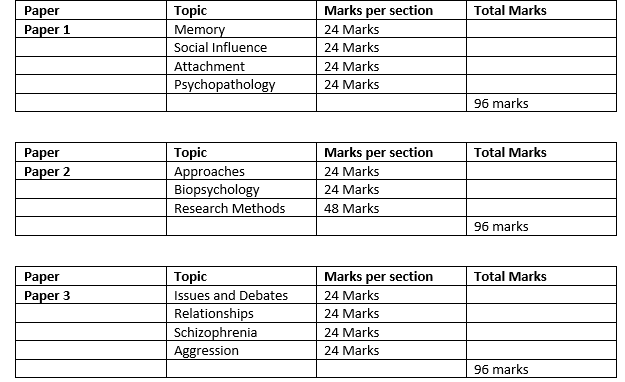 Paper Topic Marks per section Total Marks
Paper 1 Memory 24 Marks
Social Influence 24 Marks
Attachment 24 Marks
Psychopathology 24 Marks
96 marks
Paper Topic Marks per section Total Marks
Paper 2 Approaches 24 Marks
Biopsychology 24 Marks
Research Methods 48 Marks
96 marks
Paper Topic Marks per section Total Marks
Paper 3 Issues and Debates 24 Marks
Relationships 24 Marks
Schizophrenia 24 Marks
Aggression 24 Marks
96 marks